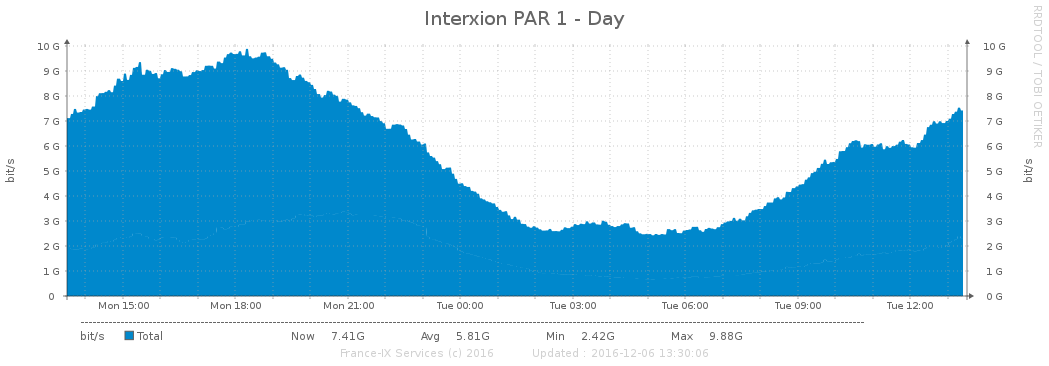 Interxion PAR 1 - Day
RRDTOOL / TOBI OETIKER
bit/s
10 G
9 G
8 G
7 G
6 G
5 G
4 G
3 G
2 G
1 G
0
10 G
9 G
8 G
7 G
6 G
5 G
4 G
3 G
2 G
1 G
0 G
bit/s
Mon 15:00 Mon 18:00 Mon 21:00 Tue 00:00 Tue 03:00 Tue 06:00 Tue 09:00 Tue 12:00
bit/s Total Now 7.41G Avg 5.81G Min 2.42G Max 9.88G
France-IX Services (c) 2016 Updated : 2016-12-06 13:30:06